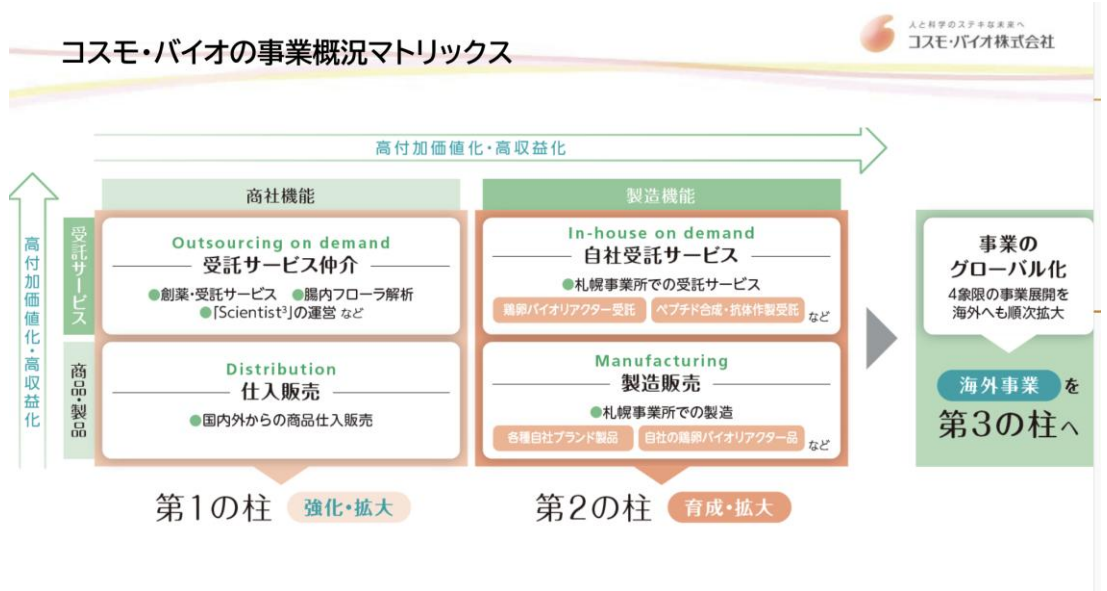 コスモ・バイオの事業概況マトリックス
人と科学のステキな未来へ
コスモ・バイオ株式会社
高付加価値化・高収益化
高付加価値化・高収益化
商社機能
製造機能
受託サービス
Outsourcing on demand
受託サービス仲介
●創薬・受託サービス ●腸内フローラ解析
●「Scientist³」の運営 など
In-house on demand
自社受託サービス
●札幌事業所での受託サービス
鶏卵バイオリアクター受託 ペプチド合成・抗体作製受託 など
商品・製品
Distribution
仕入販売
●国内外からの商品仕入販売
Manufacturing
製造販売
●札幌事業所での製造
各種自社ブランド製品 自社の鶏卵バイオリアクター品 など
事業の
グローバル化
4象限の事業展開を
海外へも順次拡大
海外事業 を
第3の柱へ
第1の柱 強化・拡大
第2の柱 育成・拡大